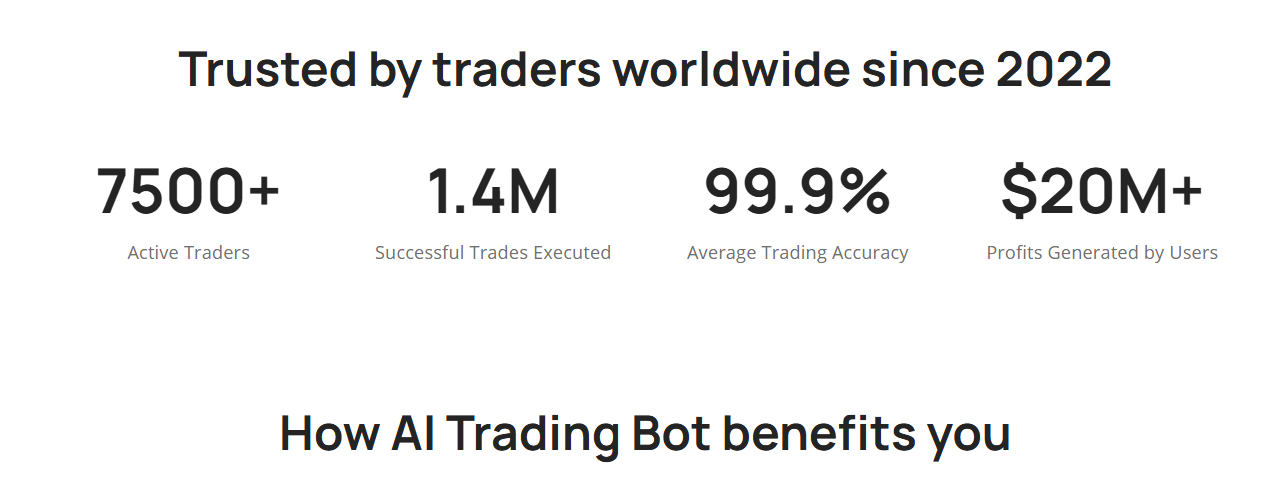 Trusted by traders worldwide since 2022
7500+ 1.4M 99.9% $20M+
Active Traders Successful Trades Executed Average Trading Accuracy Profits Generated by Users
How AI Trading Bot benefits you